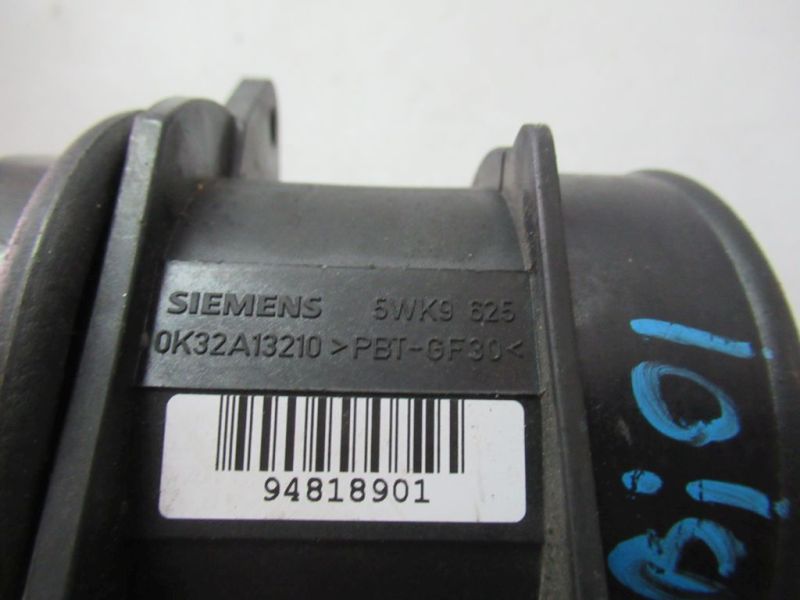 SIEMENS 5WK9 625
0K32A13210 >PBT-GF30<
94818901